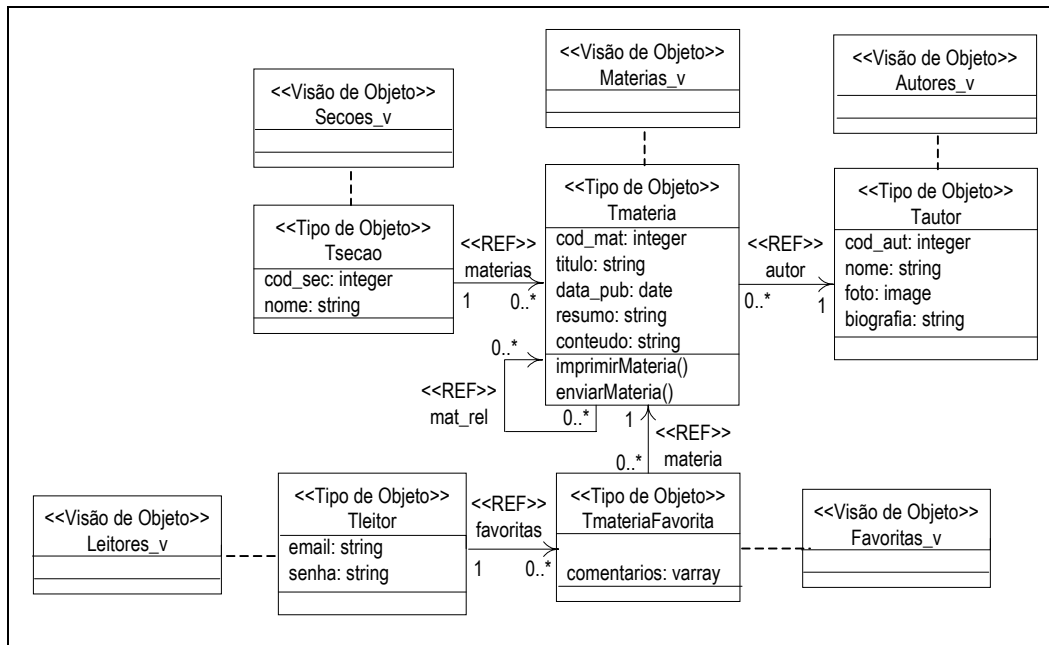 <<Visão de Objeto>>
Materias_v
<<Visão de Objeto>>
Autores_v
<<Visão de Objeto>>
Secoes_v
<<Tipo de Objeto>>
Tmateria
cod_mat: integer
titulo: string
data_pub: date
resumo: string
conteudo: string
imprimirMateria()
enviarMateria()
<<Tipo de Objeto>>
Tautor
cod_aut: integer
nome: string
foto: image
biografia: string
<<Tipo de Objeto>>
Tsecao
cod_sec: integer
nome: string
<<REF>>
materias
1
0..*
<<REF>>
autor
0..*
1
0..*
<<REF>>
mat_rel
0..*
1
<<REF>>
materia
0..*
<<Visão de Objeto>>
Leitores_v
<<Tipo de Objeto>>
Tleitor
email: string
senha: string
<<REF>>
favoritas
1
0..*
<<Tipo de Objeto>>
TmateriaFavorita
comentarios: varray
<<Visão de Objeto>>
Favoritas_v